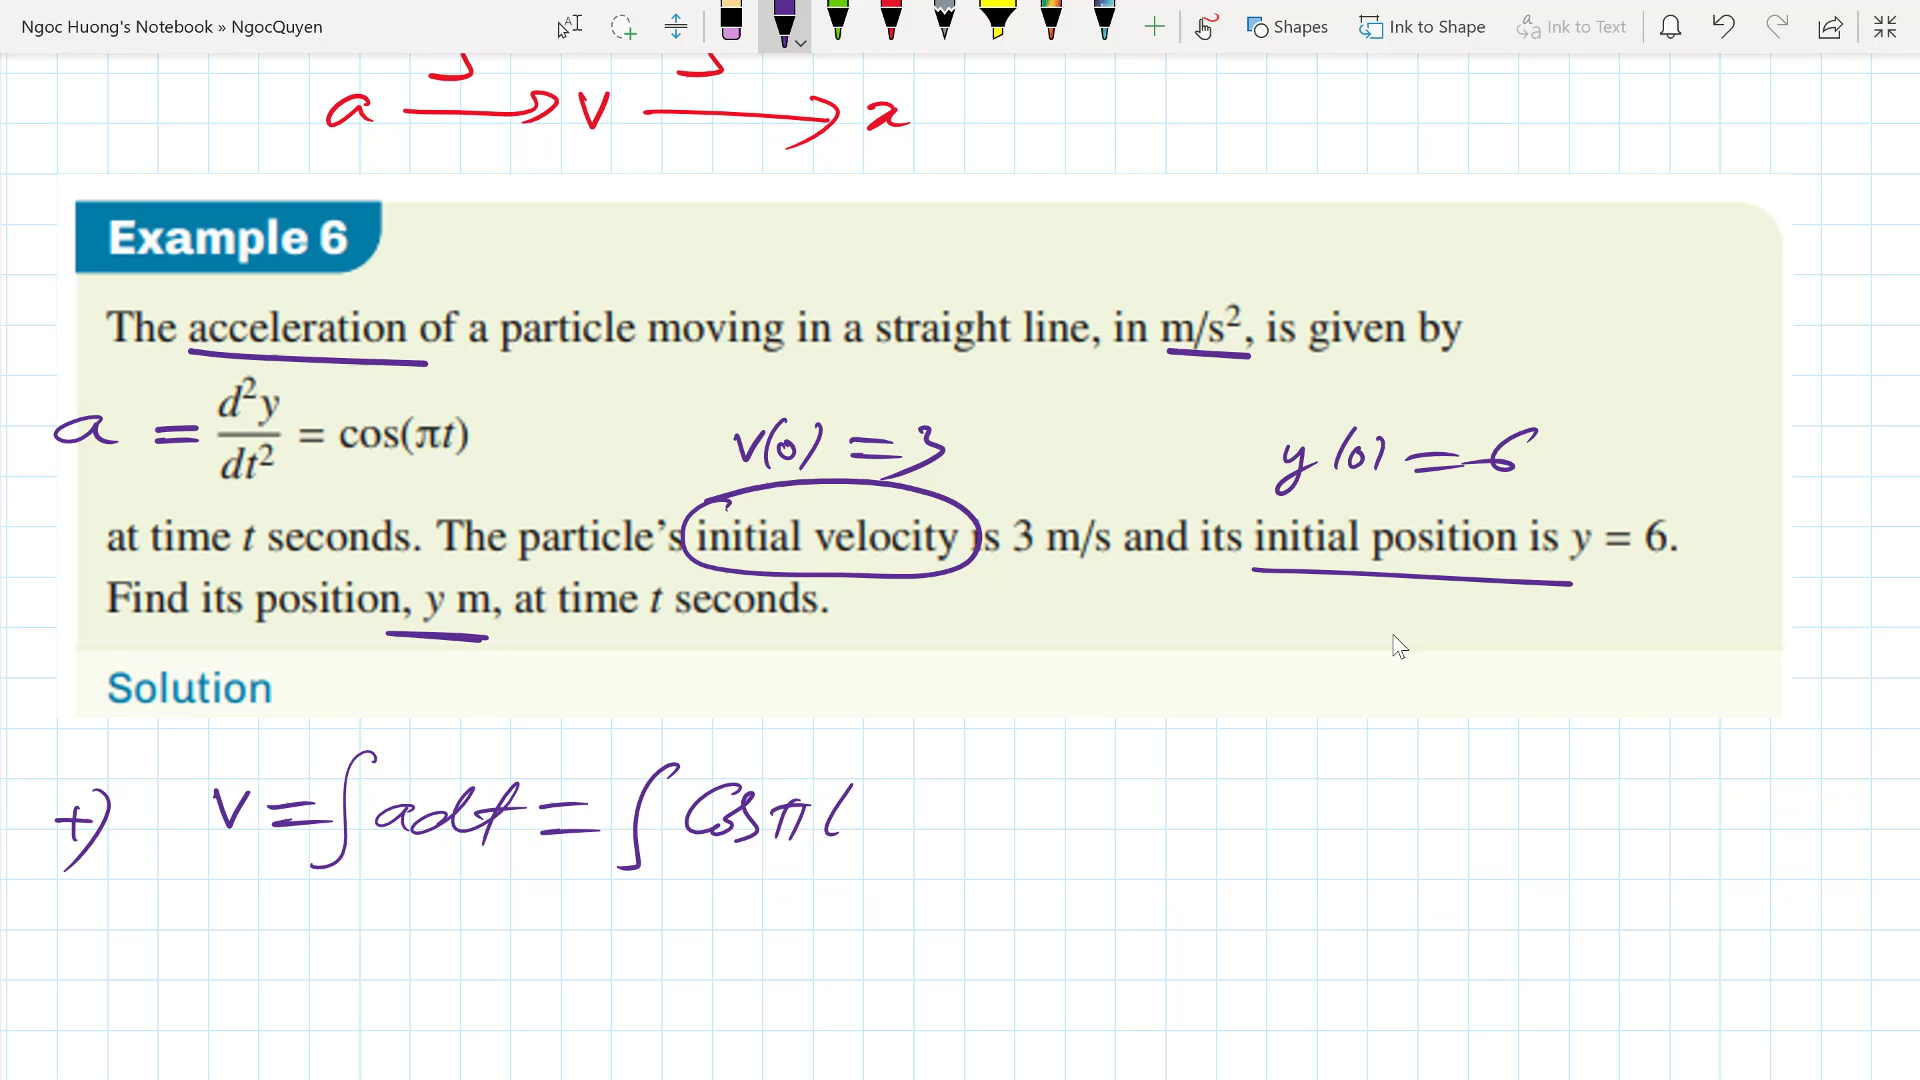 Ngoc Huong's Notebook » NgocQuyen
Shapes
Ink to Shape
Ink to Text
a → v → x
Example 6
The acceleration of a particle moving in a straight line, in m/s², is given by
a = d²y/dt² = cos(πt)
v(0) = 3
y(0) = 6
at time t seconds. The particle's initial velocity is 3 m/s and its initial position is y = 6.
Find its position, y m, at time t seconds.
Solution
+) v = ∫ a dt = ∫ Cos π (